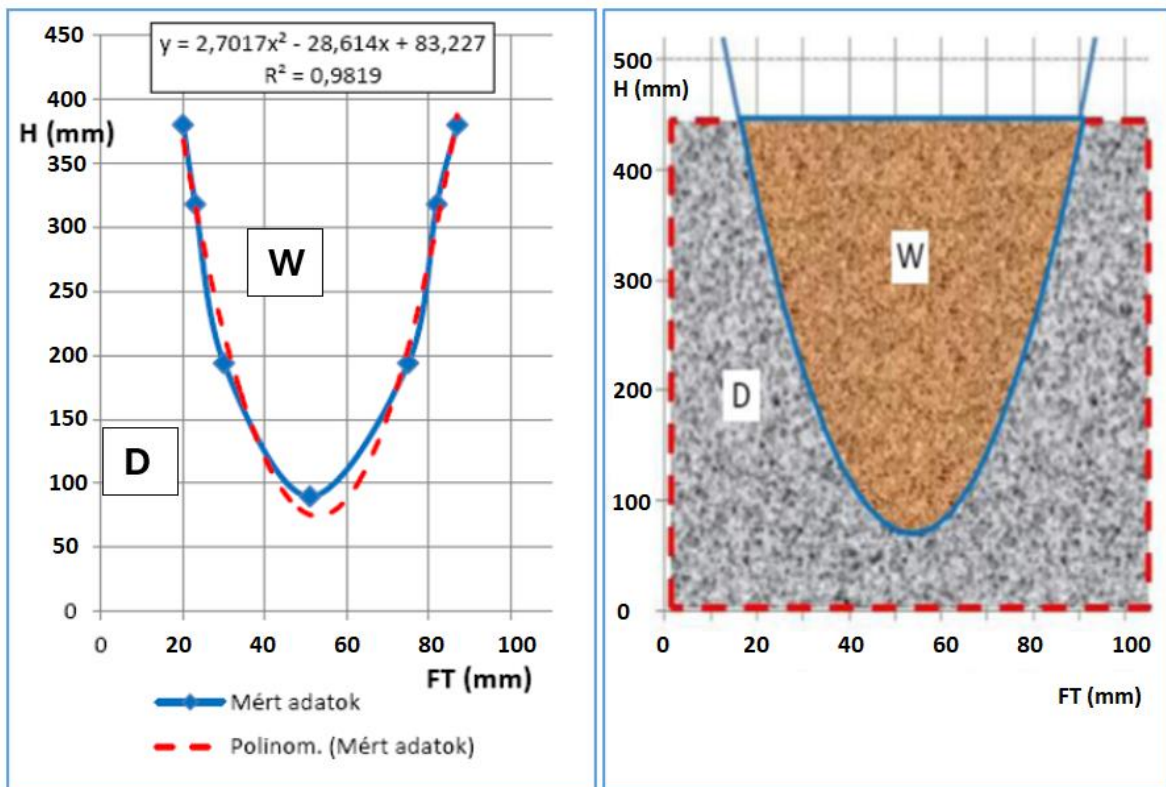 450
y = 2,7017x² - 28,614x + 83,227
R² = 0,9819
400
H (mm)
350
300
250
W
200
150
D
100
50
0
0 20 40 60 80 100
FT (mm)
Mért adatok
Polinom. (Mért adatok)
500
H (mm)
400
W
300
D
200
100
0
0 20 40 60 80 100
FT (mm)